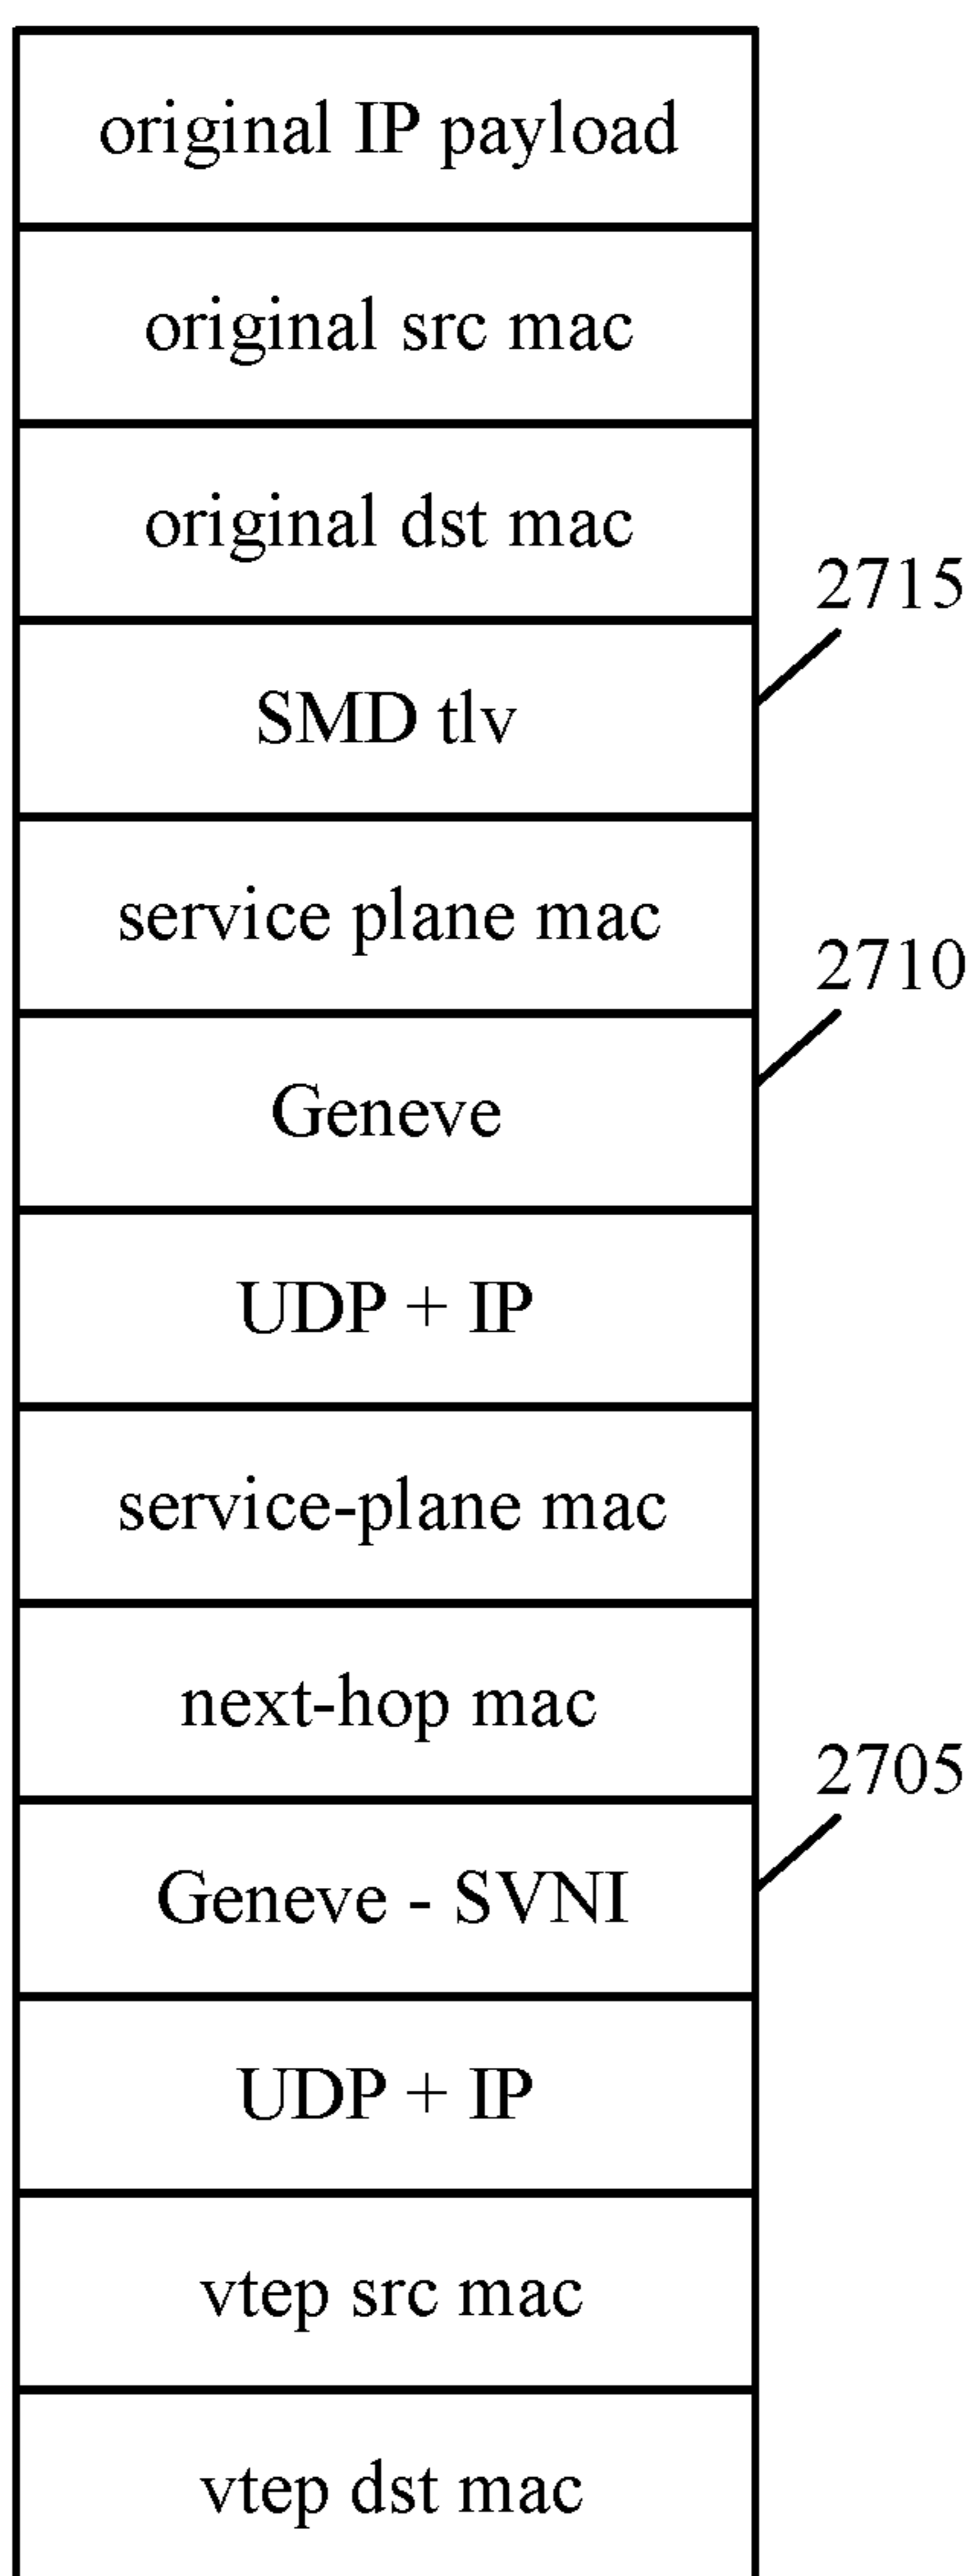 original IP payload
original src mac
original dst mac
2715
SMD tlv
service plane mac
2710
Geneve
UDP + IP
service-plane mac
next-hop mac
2705
Geneve - SVNI
UDP + IP
vtep src mac
vtep dst mac